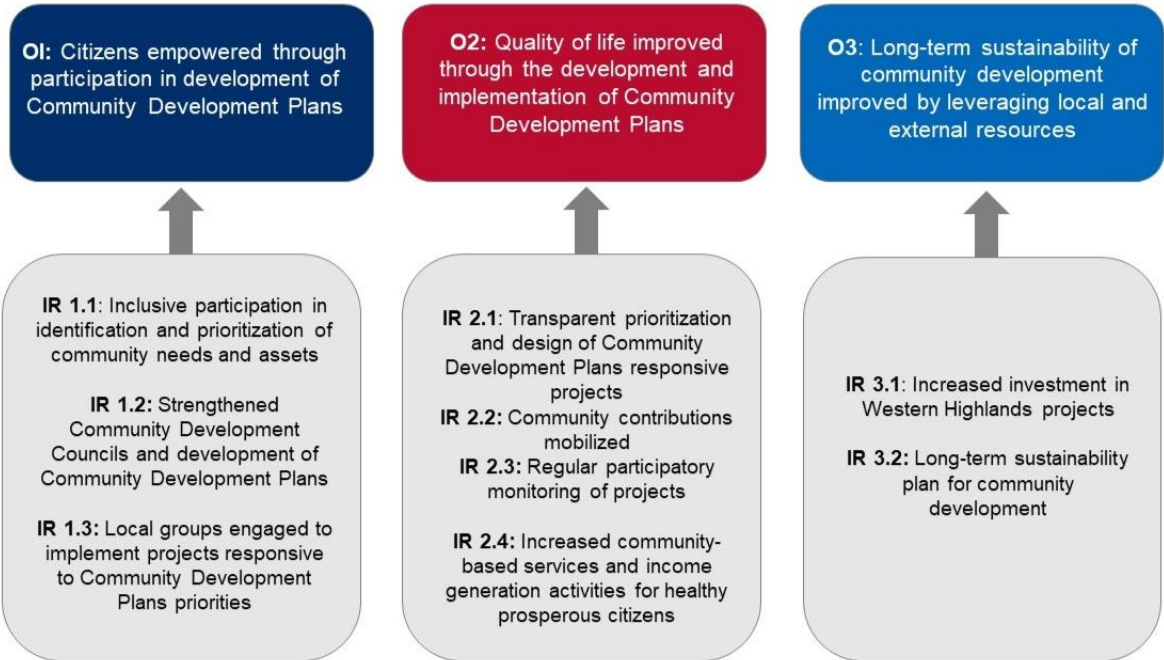 OI: Citizens empowered through
participation in development of
Community Development Plans
O2: Quality of life improved
through the development and
implementation of Community
Development Plans
O3: Long-term sustainability of
community development
improved by leveraging local and
external resources
IR 1.1: Inclusive participation in
identification and prioritization of
community needs and assets
IR 1.2: Strengthened
Community Development
Councils and development of
Community Development Plans
IR 1.3: Local groups engaged to
implement projects responsive
to Community Development
Plans priorities
IR 2.1: Transparent prioritization
and design of Community
Development Plans responsive
projects
IR 2.2: Community contributions
mobilized
IR 2.3: Regular participatory
monitoring of projects
IR 2.4: Increased community-
based services and income
generation activities for healthy
prosperous citizens
IR 3.1: Increased investment in
Western Highlands projects
IR 3.2: Long-term sustainability
plan for community
development